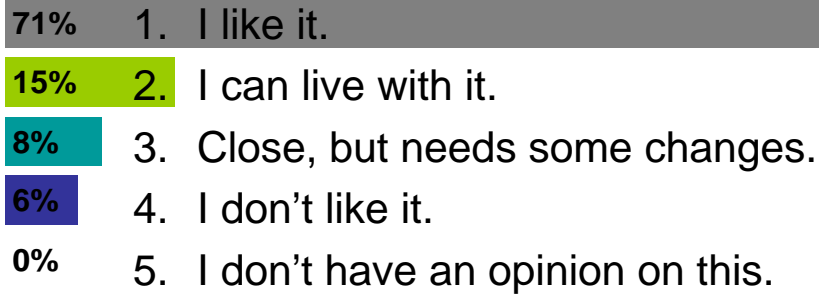 71% 1. I like it.
15% 2. I can live with it.
8% 3. Close, but needs some changes.
6% 4. I don’t like it.
0% 5. I don’t have an opinion on this.